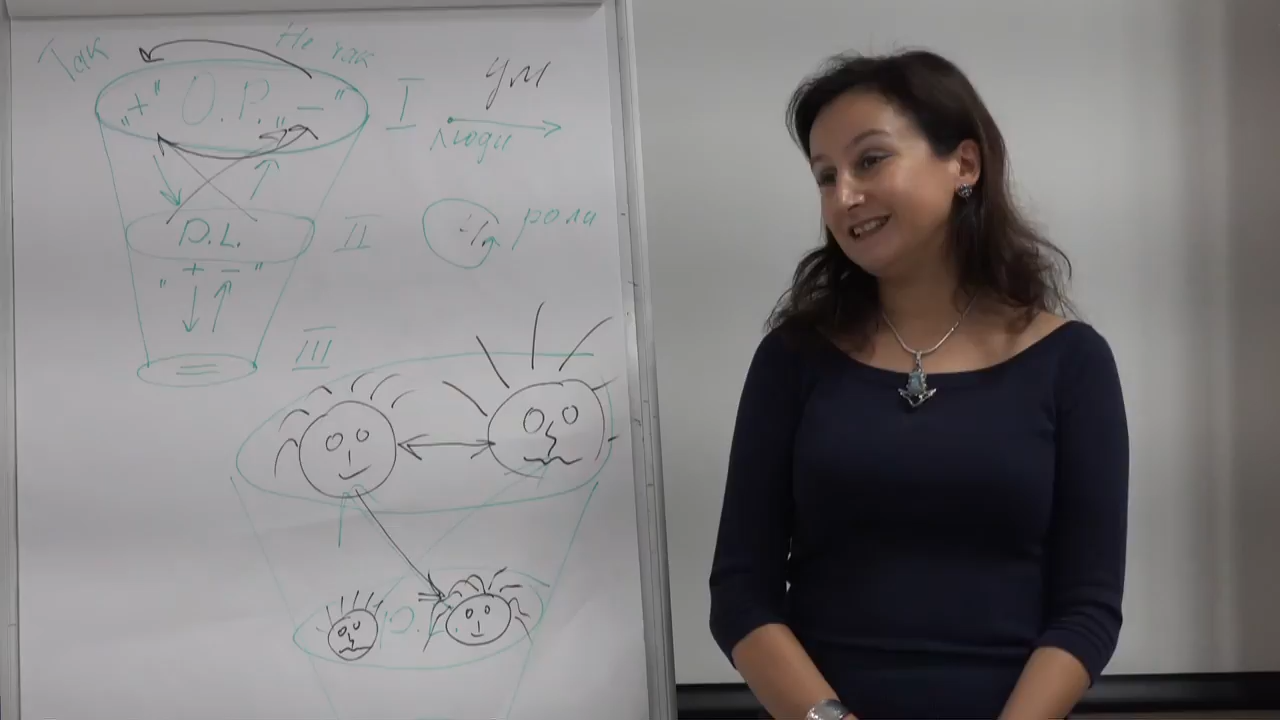 Так
Не так
„+“ О.Р. „–“
I
ум
люди
D.L.
II
роли
„ + – “
III